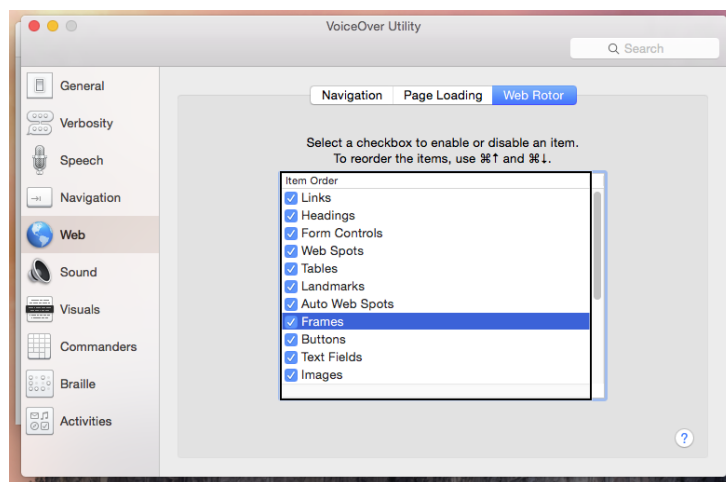 VoiceOver Utility
Search
General
Verbosity
Speech
Navigation
Web
Sound
Visuals
Commanders
Braille
Activities
Navigation Page Loading Web Rotor
Select a checkbox to enable or disable an item.
To reorder the items, use ⌘↑ and ⌘↓.
Item Order
Links
Headings
Form Controls
Web Spots
Tables
Landmarks
Auto Web Spots
Frames
Buttons
Text Fields
Images
?